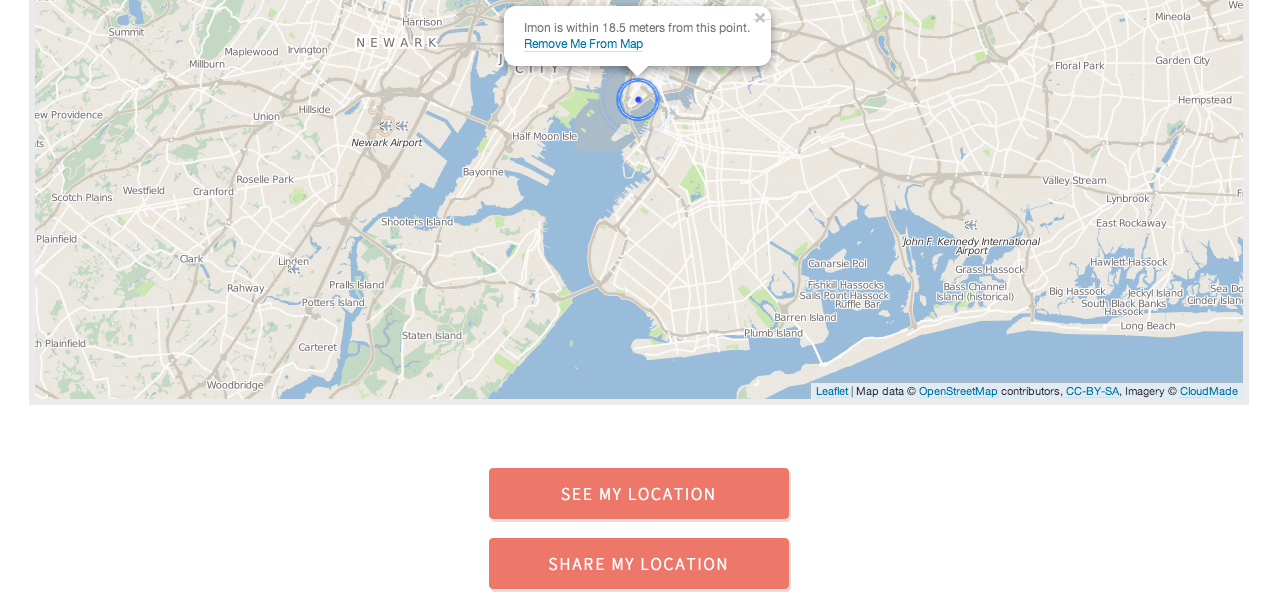 Harrison
Mineola
We
Summit
Imon is within 18.5 meters from this point.
Remove Me From Map
×
NEWARK
Maplewood
Irvington
Millburn
CITY
Floral Park
Garden City
Hempstead
ew Providence
Union
Hillside
Newark Airport
Half Moon Isle
Bayonne
Roselle Park
Westfield
Cranford
Scotch Plains
Valley Stream
Lynbrook
East Rockaway
Shooters Island
Plainfield
Clark
Linden
John F. Kennedy International
Airport
Canarsie Pol
Grass Hassock
Hawlett Hassock
Rahway
Pralls Island
Potters Island
Fishkill Hassocks
Sails Point Hassock
Ruffle Bar
Bass Channel
Island (historical)
Big Hassock
Jeckyl Island
Sea Do
Cinder Island
South Black Banks
Hassock
Long Beach
Barren Island
Plumb Island
Staten Island
h Plainfield
Carteret
Woodbridge
Leaflet | Map data © OpenStreetMap contributors, CC-BY-SA, Imagery © CloudMade
SEE MY LOCATION
SHARE MY LOCATION